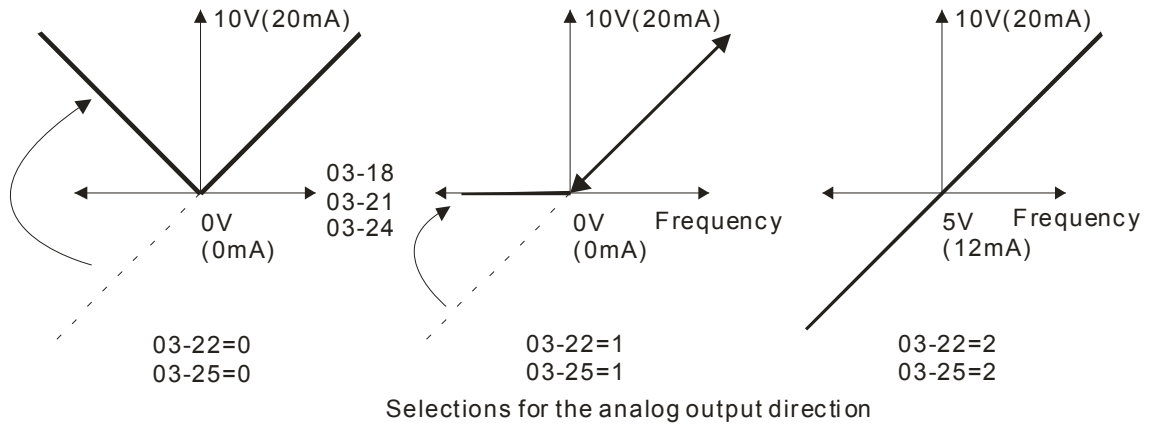 10V(20mA)
0V
(0mA)
03-18
03-21
03-24
03-22=0
03-25=0
10V(20mA)
0V
(0mA)
Frequency
03-22=1
03-25=1
10V(20mA)
5V
(12mA)
Frequency
03-22=2
03-25=2
Selections for the analog output direction